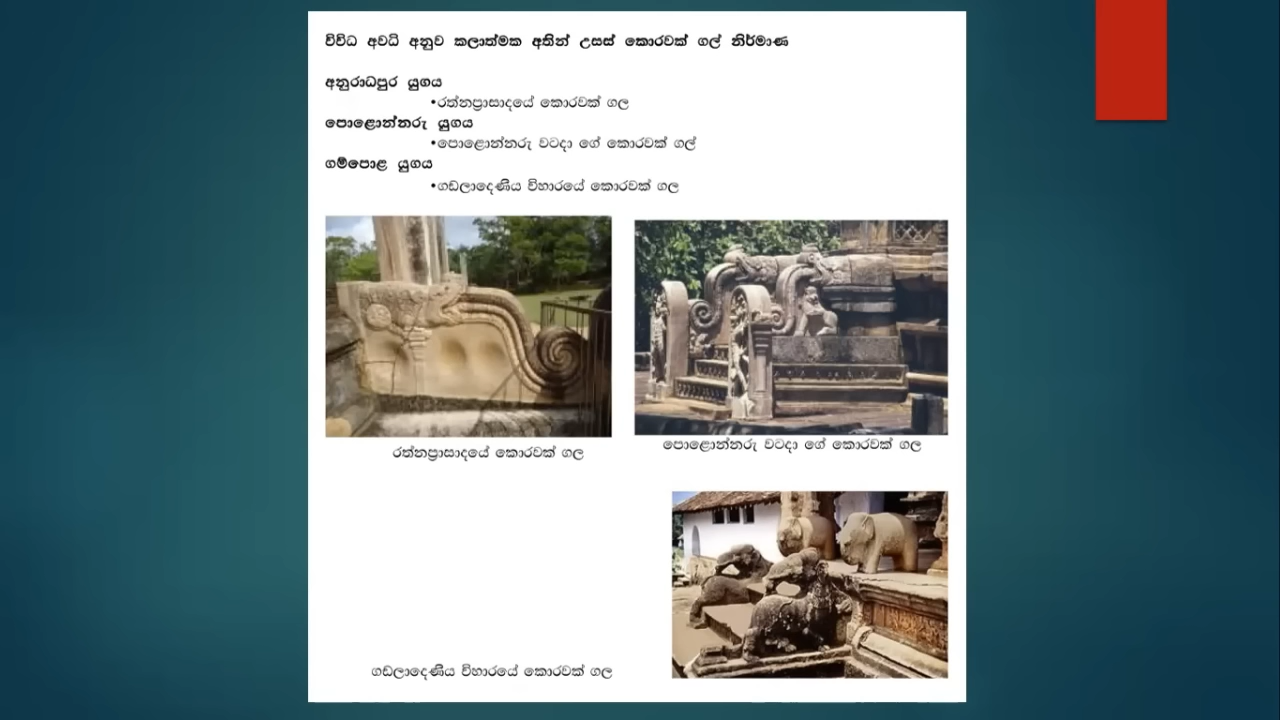 විවිධ අවධි අනුව කලාත්මක අතින් උසස් කොරවක් ගල් නිර්මාණ
අනුරාධපුර යුගය
•රත්නප්‍රාසාදයේ කොරවක් ගල
පොළොන්නරු යුගය
•පොළොන්නරු වටදා ගේ කොරවක් ගල්
ගම්පොළ යුගය
•ගඩලාදෙණිය විහාරයේ කොරවක් ගල
රත්නප්‍රාසාදයේ කොරවක් ගල
පොළොන්නරු වටදා ගේ කොරවක් ගල
ගඩලාදෙණිය විහාරයේ කොරවක් ගල